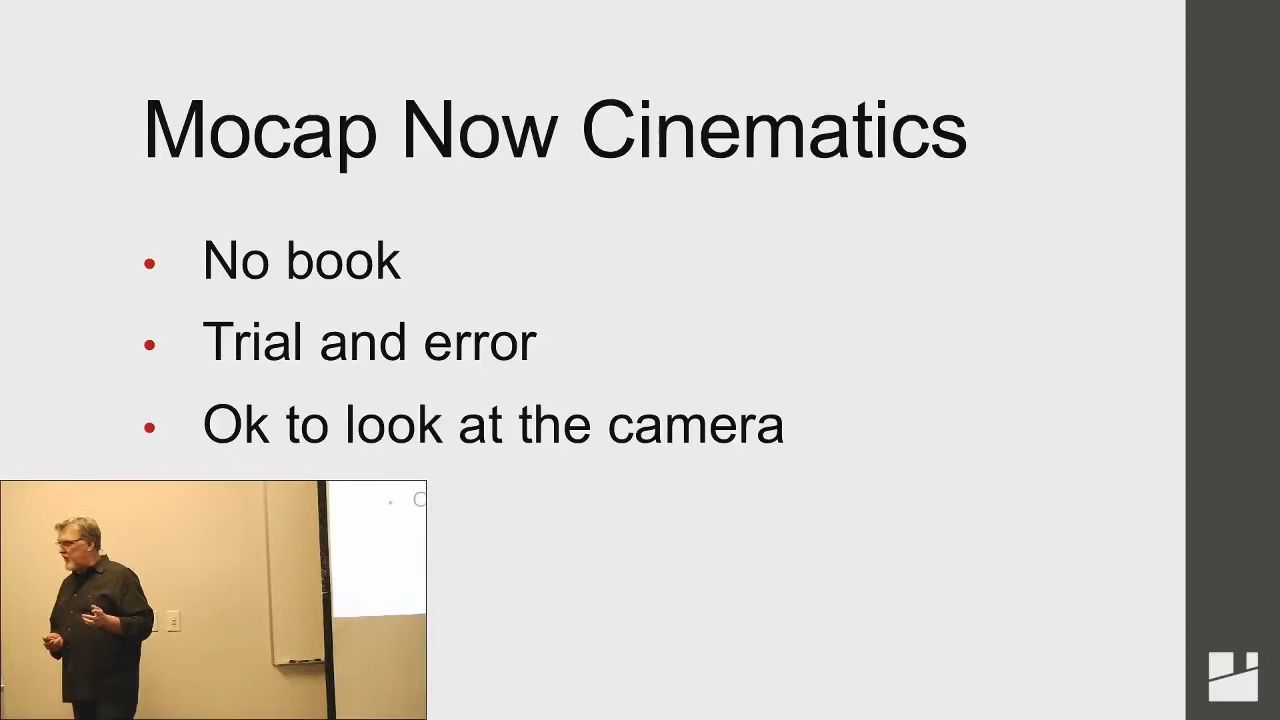 Mocap Now Cinematics
• No book
• Trial and error
• Ok to look at the camera